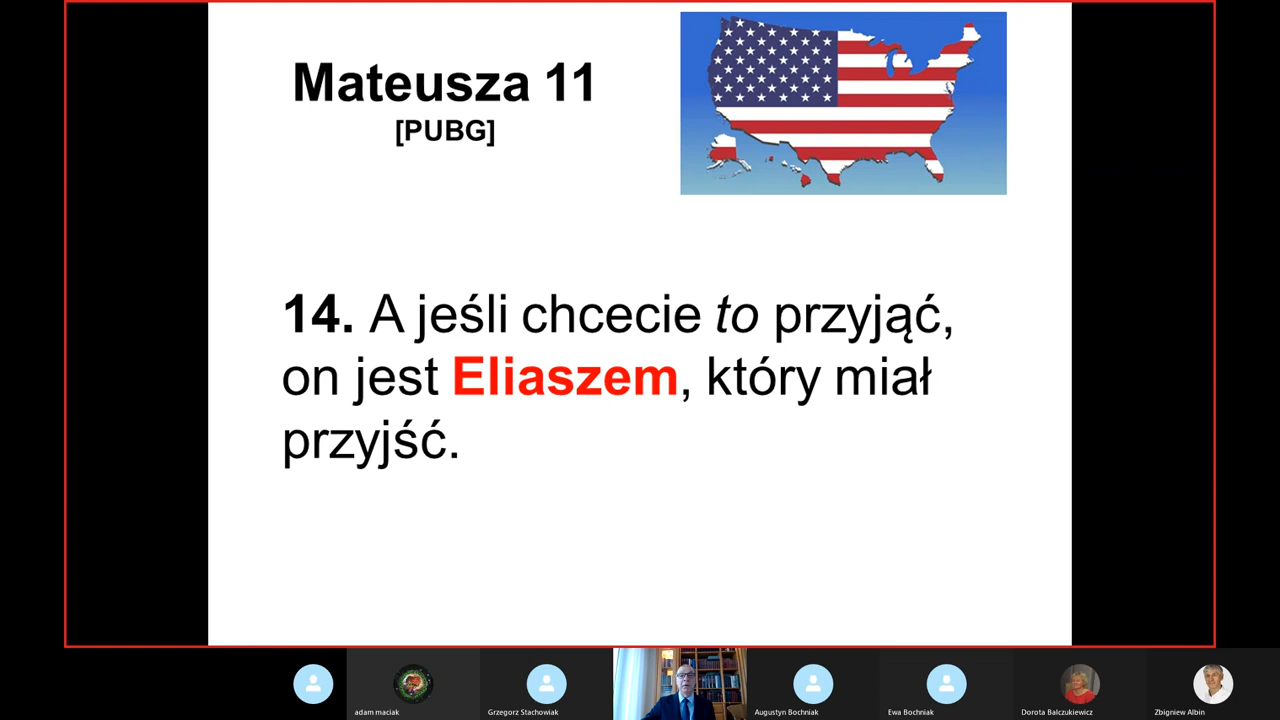 Mateusza 11
[PUBG]
14. A jeśli chcecie to przyjąć,
on jest Eliaszem, który miał
przyjść.
adam maciak
Grzegorz Stachowiak
Augustyn Bochniak
Ewa Bochniak
Dorota Balczukiewicz
Zbigniew Albin